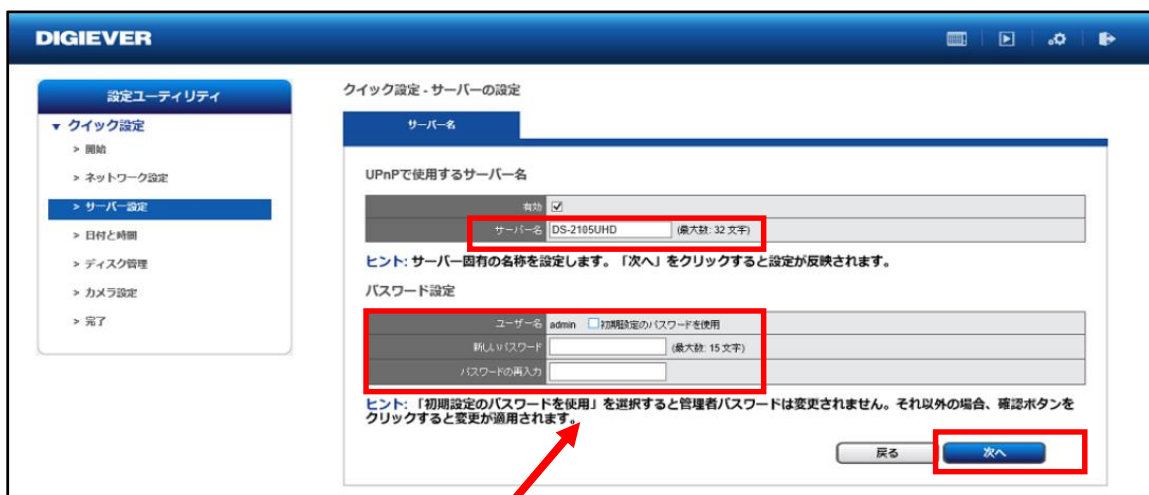 DIGIEVER
設定ユーティリティ
クイック設定
> 開始
> ネットワーク設定
> サーバー設定
> 日付と時間
> ディスク管理
> カメラ設定
> 完了
クイック設定 - サーバーの設定
サーバー名
UPnPで使用するサーバー名
有効
サーバー名 DS-2105UHD (最大数: 32 文字)
ヒント: サーバー固有の名称を設定します。「次へ」をクリックすると設定が反映されます。
パスワード設定
ユーザー名 admin 初期設定のパスワードを使用
新しいパスワード (最大数: 15 文字)
パスワードの再入力
ヒント: 「初期設定のパスワードを使用」を選択すると管理者パスワードは変更されません。それ以外の場合、確認ボタンを
クリックすると変更が適用されます。
戻る 次へ